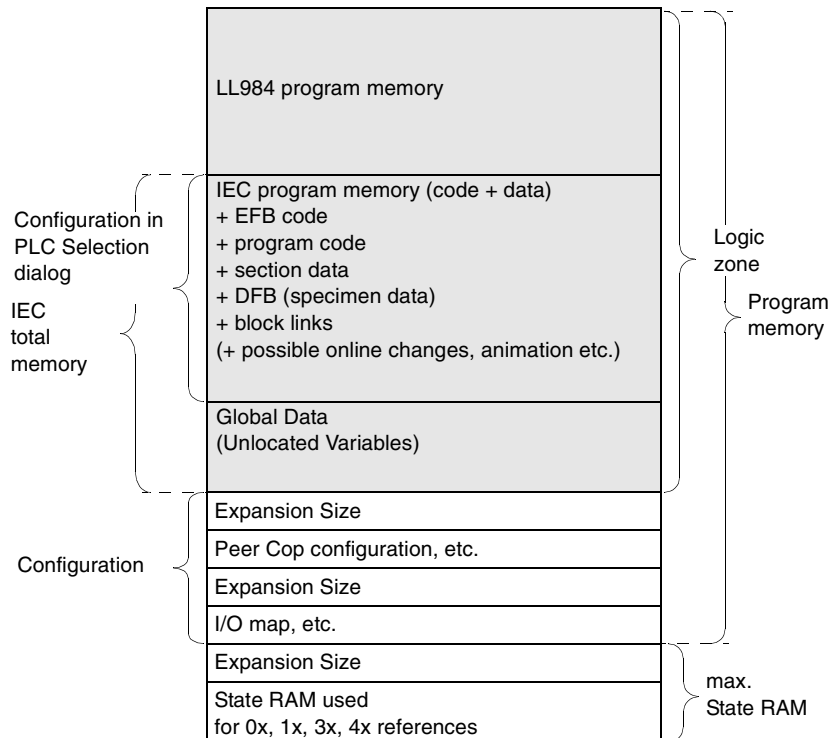 LL984 program memory
IEC program memory (code + data)
+ EFB code
+ program code
+ section data
+ DFB (specimen data)
+ block links
(+ possible online changes, animation etc.)
Configuration in
PLC Selection
dialog
IEC
total
memory
Logic
zone
Program
memory
Global Data
(Unlocated Variables)
Expansion Size
Peer Cop configuration, etc.
Expansion Size
I/O map, etc.
Configuration
Expansion Size
State RAM used
for 0x, 1x, 3x, 4x references
max.
State RAM